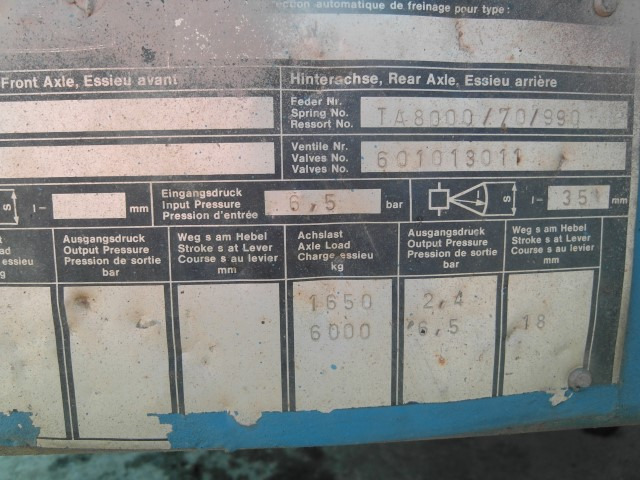 ction automatique de freinage pour type:
Front Axle, Essieu avant
Hinterachse, Rear Axle, Essieu arrière
Feder Nr.
Spring No.
Ressort No.
TA8000/70/990
Ventile Nr.
Valves No.
Valves No.
601013011
s
l-
mm
Eingangsdruck
Input Pressure
Pression d'entrée
6,5
bar
s
l-
351
mm
Load
essieu
g
Ausgangsdruck
Output Pressure
Pression de sortie
bar
Weg s am Hebel
Stroke s at Lever
Course s au levier
mm
Achslast
Axle Load
Charge essieu
kg
Ausgangsdruck
Output Pressure
Pression de sortie
bar
Weg s am Hebel
Stroke s at Lever
Course s au levier
mm
1650 2,4
6000 6,5 18